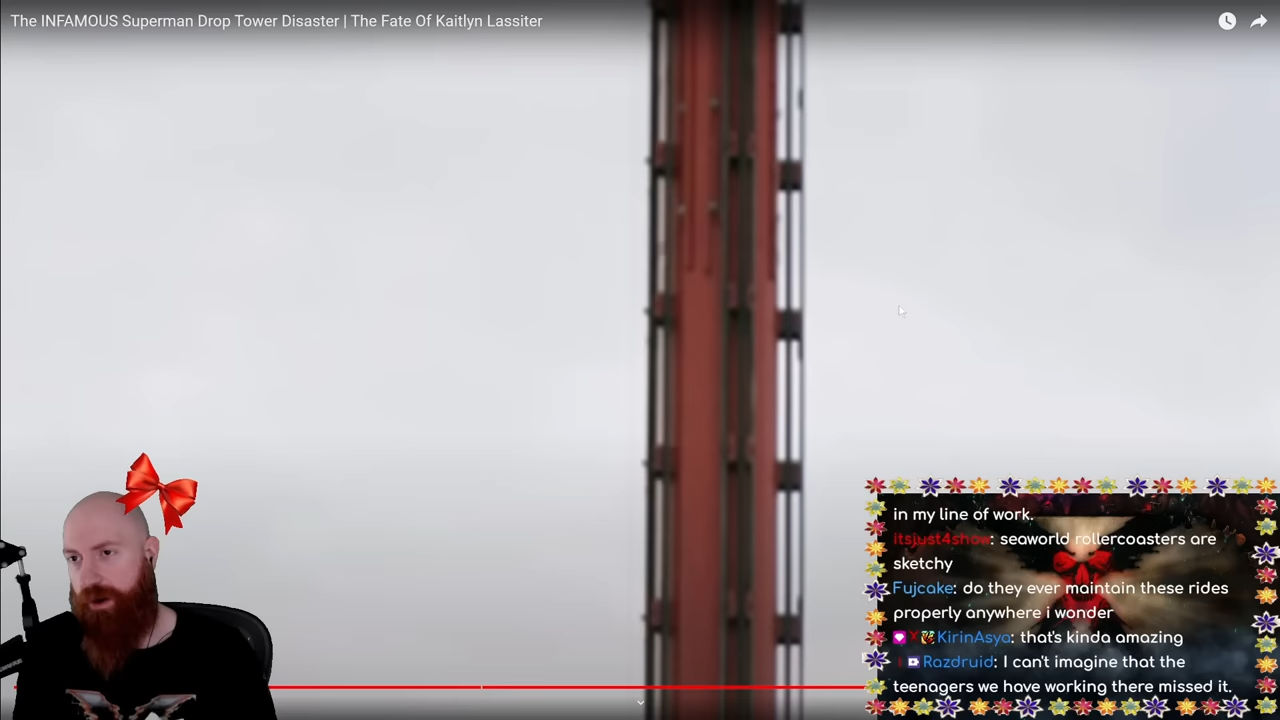 The INFAMOUS Superman Drop Tower Disaster | The Fate Of Kaitlyn Lassiter
in my line of work.
itsjust4show: seaworld rollercoasters are
sketchy
Fujcake: do they ever maintain these rides
properly anywhere i wonder
KirinAsya: that's kinda amazing
Razdruid: I can't imagine that the
teenagers we have working there missed it.